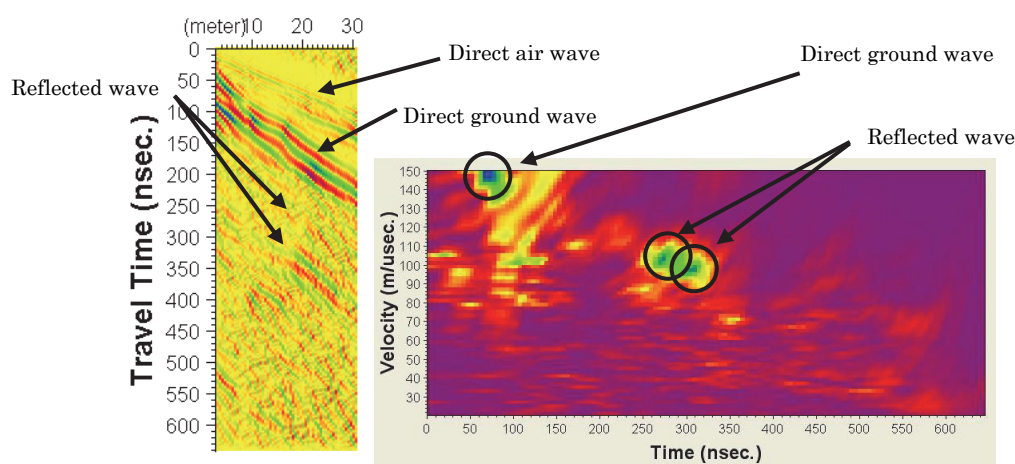 (meter)10 20 30
0
50
100
150
200
250
300
350
400
450
500
550
600
Travel Time (nsec.)
Reflected wave
Direct air wave
Direct ground wave
Direct ground wave
Reflected wave
150
140
130
120
110
100
90
80
70
60
50
40
30
Velocity (m/usec.)
0 50 100 150 200 250 300 350 400 450 500 550 600
Time (nsec.)